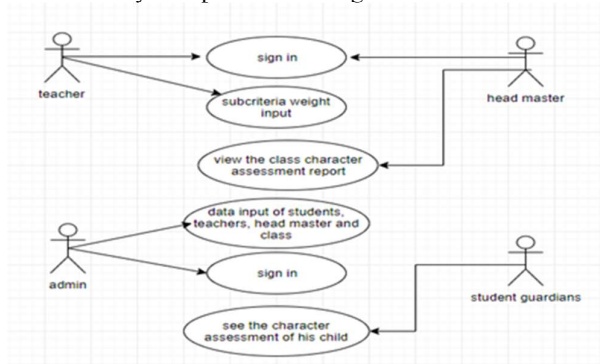 sign in
teacher
head master
subcriteria weight
input
view the class character
assessment report
data input of students,
teachers, head master and
class
sign in
admin
student guardians
see the character
assessment of his child